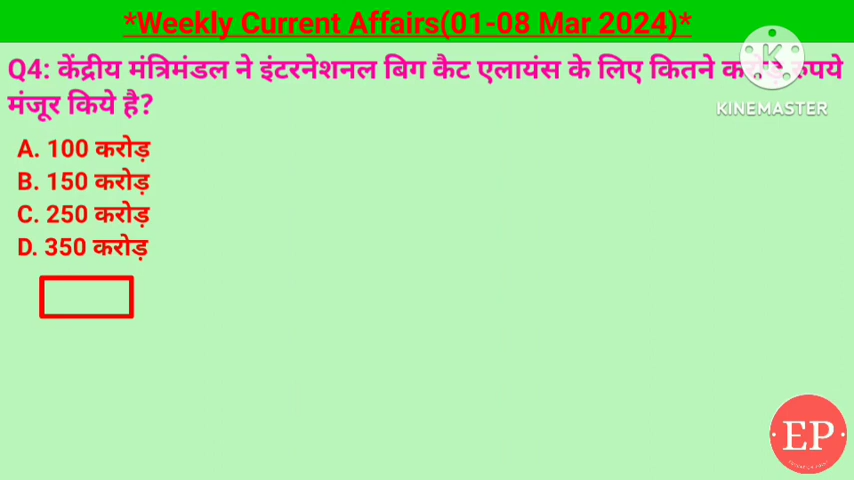 *Weekly Current Affairs(01-08 Mar 2024)*
Q4: केंद्रीय मंत्रिमंडल ने इंटरनेशनल बिग कैट एलायंस के लिए कितने रुपये
मंजूर किये है?
KINEMASTER
A. 100 करोड़
B. 150 करोड़
C. 250 करोड़
D. 350 करोड़
EP